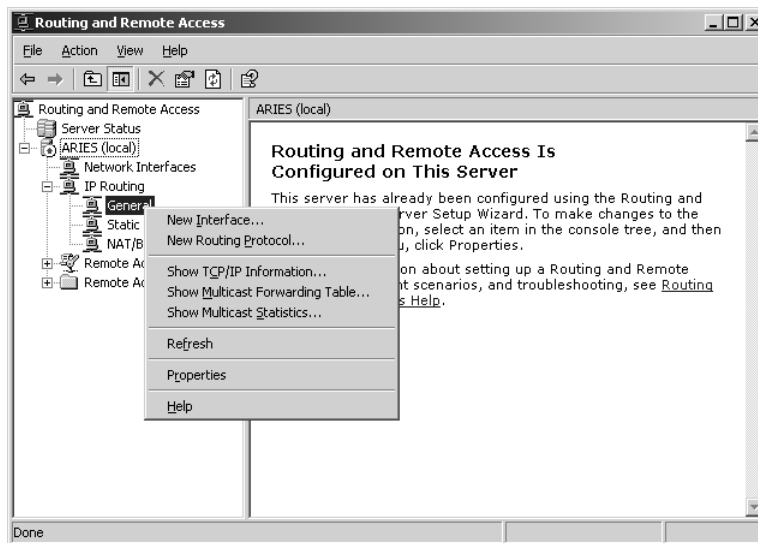 Routing and Remote Access
File Action View Help
Routing and Remote Access
Server Status
ARIES (local)
Network Interfaces
IP Routing
General
Static
NAT/B
Remote Ac
Remote Ac
New Interface...
New Routing Protocol...
Show TCP/IP Information...
Show Multicast Forwarding Table...
Show Multicast Statistics...
Refresh
Properties
Help
ARIES (local)
Routing and Remote Access Is
Configured on This Server
This server has already been configured using the Routing and
rver Setup Wizard. To make changes to the
on, select an item in the console tree, and then
u, click Properties.
on about setting up a Routing and Remote
nt scenarios, and troubleshooting, see Routing
s Help.
Done